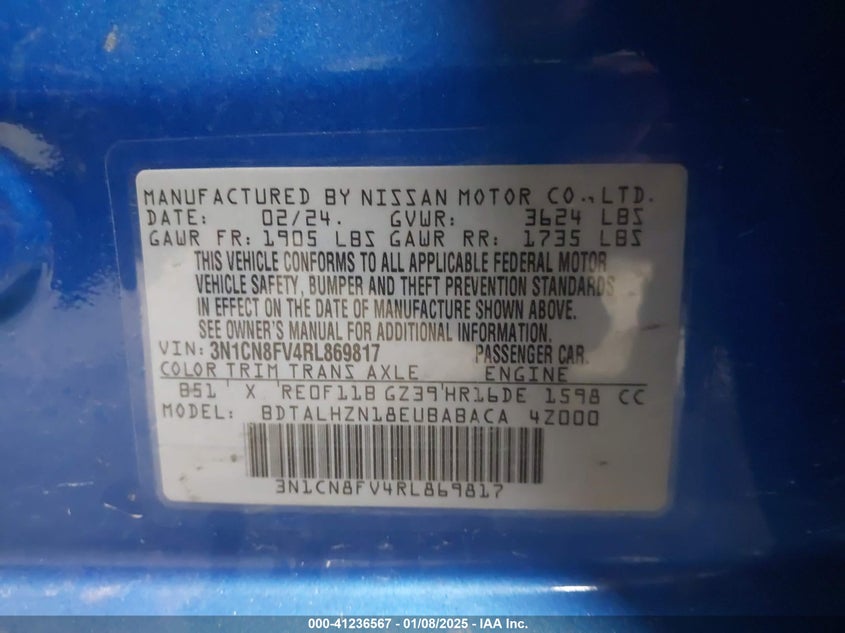 MANUFACTURED BY NISSAN MOTOR CO., LTD.
DATE: 02/24. GVWR: 3624 LBS
GAWR FR: 1905 LBS GAWR RR: 1735 LBS
THIS VEHICLE CONFORMS TO ALL APPLICABLE FEDERAL MOTOR
VEHICLE SAFETY, BUMPER AND THEFT PREVENTION STANDARDS
IN EFFECT ON THE DATE OF MANUFACTURE SHOWN ABOVE.
SEE OWNER'S MANUAL FOR ADDITIONAL INFORMATION.
VIN: 3N1CN8FV4RL869817 PASSENGER CAR
COLOR TRIM TRANS AXLE ENGINE
B51 X RE0F11B GZ39 HR16DE 1598 CC
MODEL: BDTALHZN18EUBABACA 4Z000
3N1CN8FV4RL869817
000-41236567 - 01/08/2025 - ©IAA Inc.